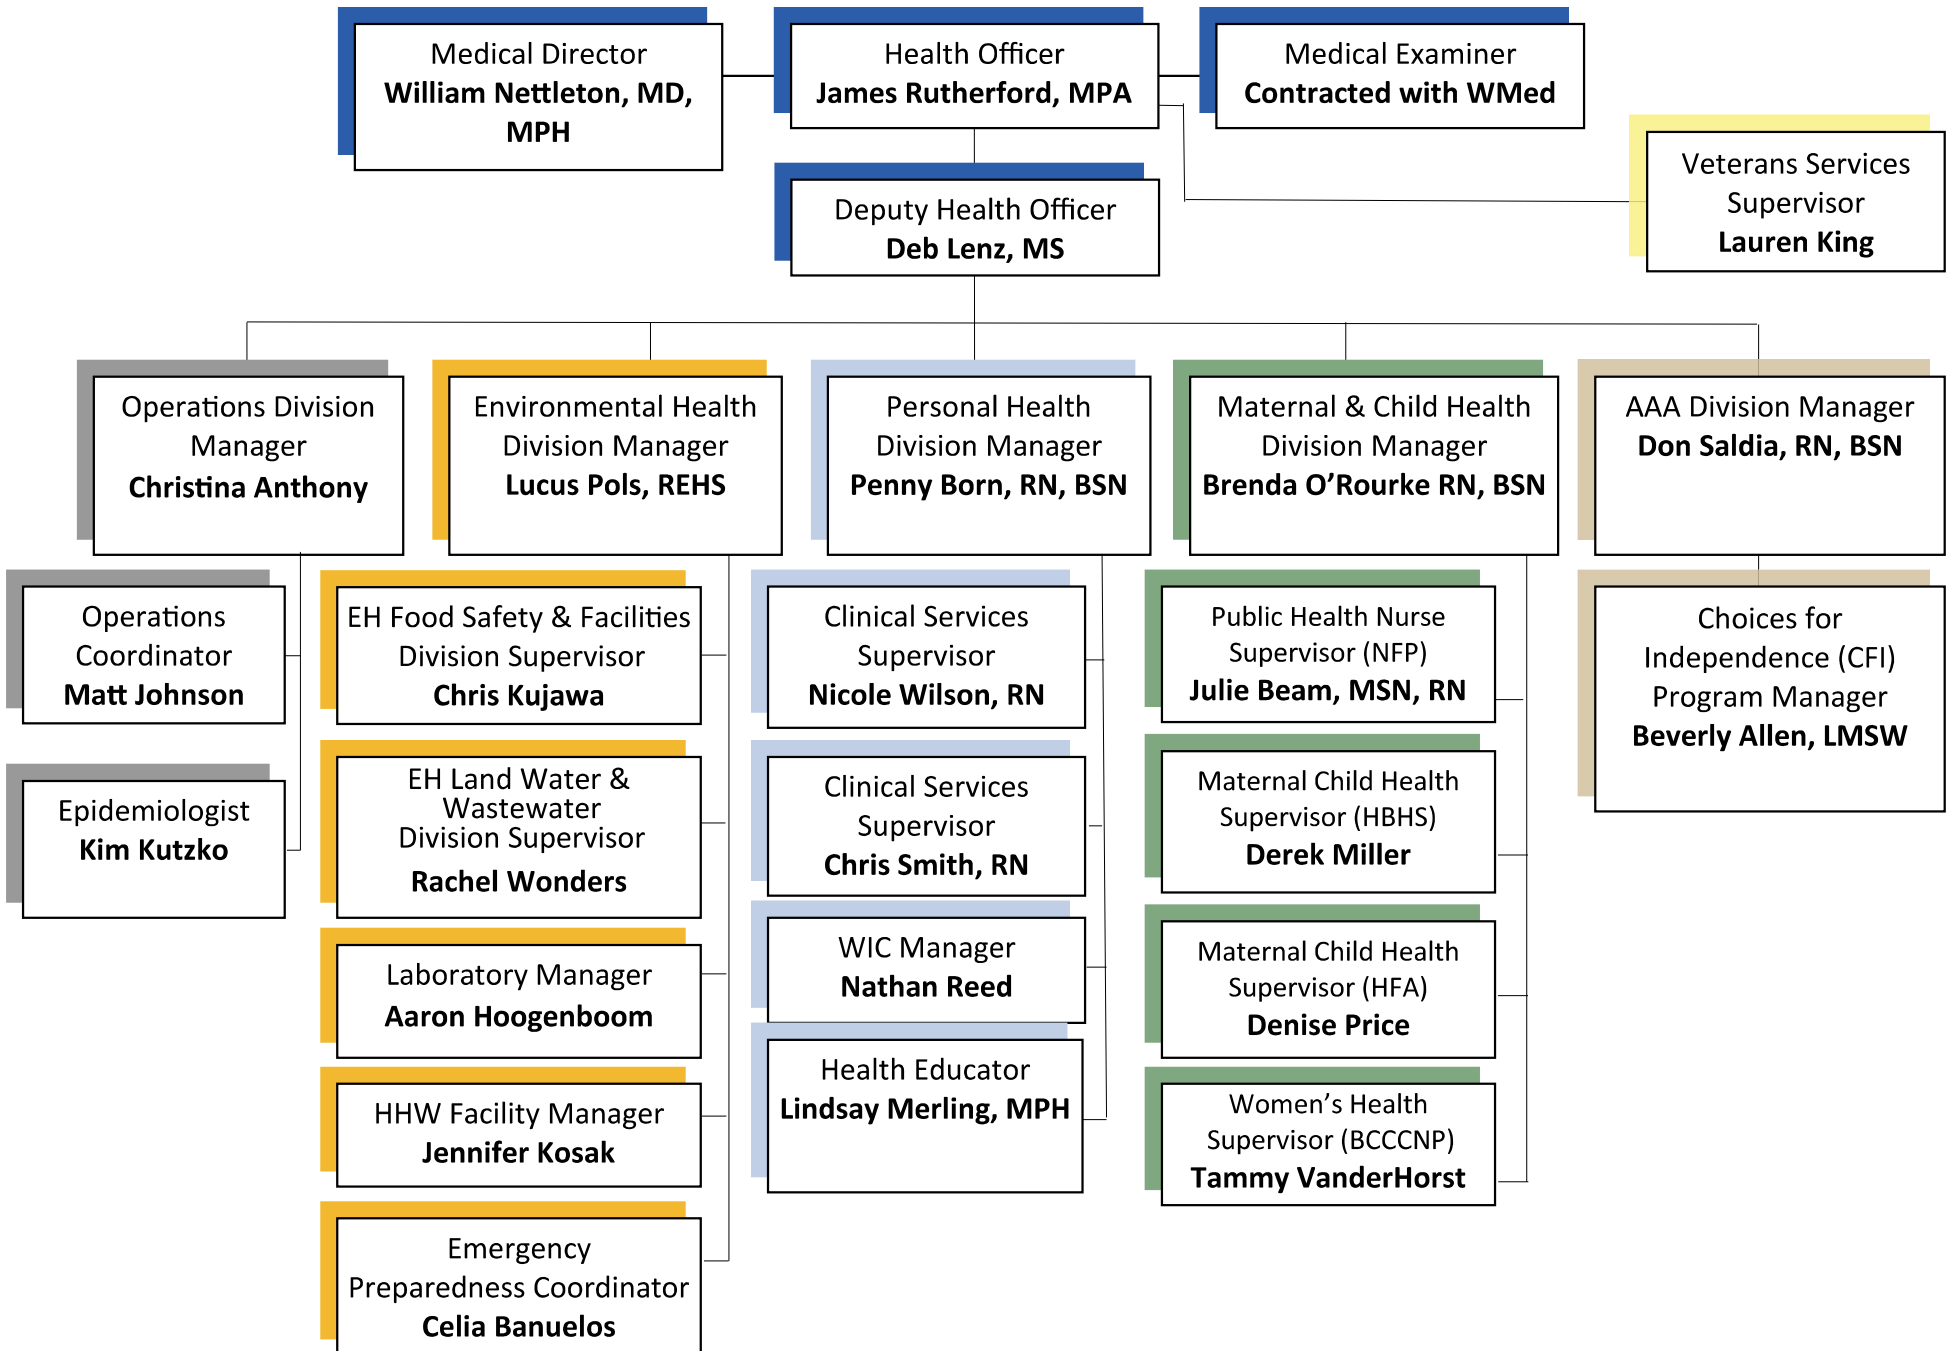 Medical Director
William Nettleton, MD,
MPH
Health Officer
James Rutherford, MPA
Medical Examiner
Contracted with WMed
Veterans Services
Supervisor
Lauren King
Deputy Health Officer
Deb Lenz, MS
Operations Division
Manager
Christina Anthony
Environmental Health
Division Manager
Lucus Pols, REHS
Personal Health
Division Manager
Penny Born, RN, BSN
Maternal & Child Health
Division Manager
Brenda O’Rourke RN, BSN
AAA Division Manager
Don Saldia, RN, BSN
Operations
Coordinator
Matt Johnson
Epidemiologist
Kim Kutzko
EH Food Safety & Facilities
Division Supervisor
Chris Kujawa
EH Land Water &
Wastewater
Division Supervisor
Rachel Wonders
Laboratory Manager
Aaron Hoogenboom
HHW Facility Manager
Jennifer Kosak
Emergency
Preparedness Coordinator
Celia Banuelos
Clinical Services
Supervisor
Nicole Wilson, RN
Clinical Services
Supervisor
Chris Smith, RN
WIC Manager
Nathan Reed
Health Educator
Lindsay Merling, MPH
Public Health Nurse
Supervisor (NFP)
Julie Beam, MSN, RN
Maternal Child Health
Supervisor (HBHS)
Derek Miller
Maternal Child Health
Supervisor (HFA)
Denise Price
Women’s Health
Supervisor (BCCCNP)
Tammy VanderHorst
Choices for
Independence (CFI)
Program Manager
Beverly Allen, LMSW